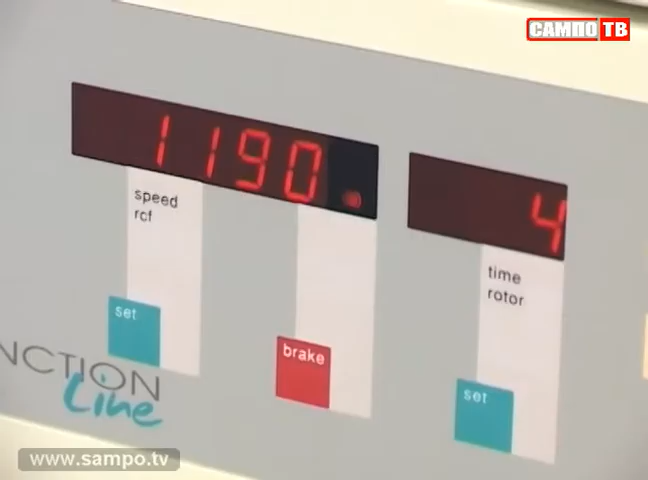 САМПО ТВ
1190
4
speed
rcf
time
rotor
set
brake
set
NCTION
Line
www.sampo.tv